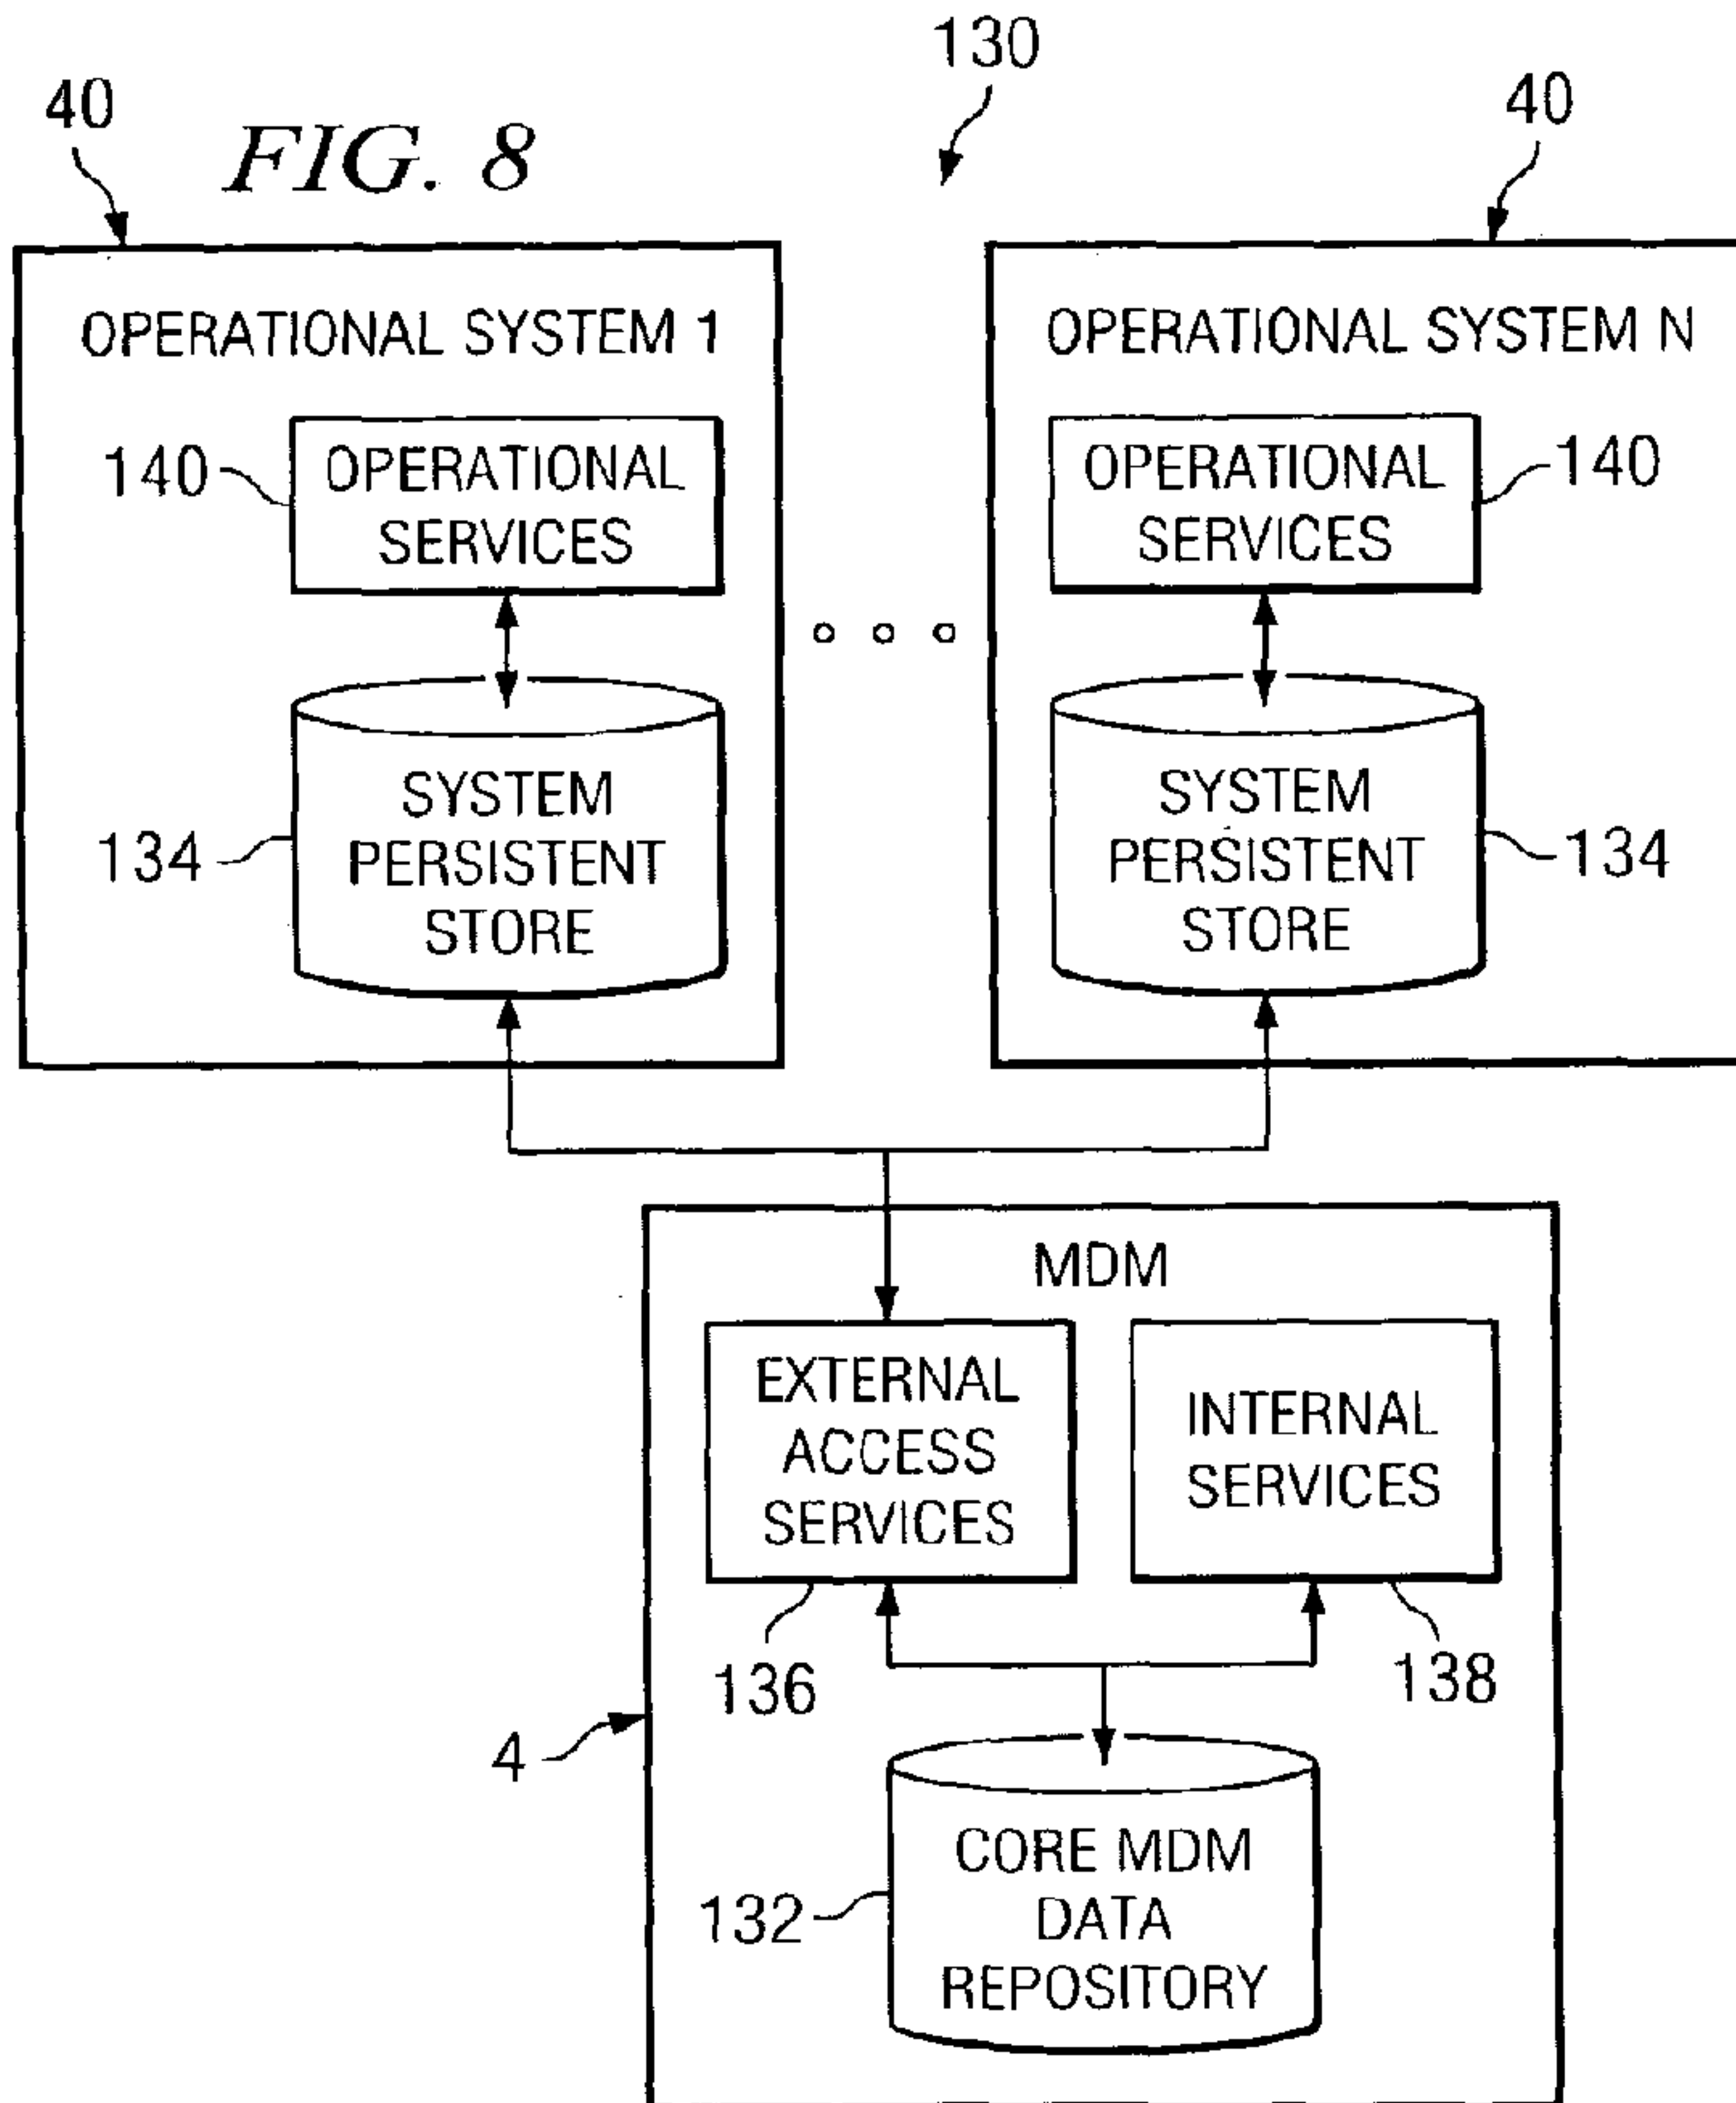 130
40
FIG. 8
40
OPERATIONAL SYSTEM 1
OPERATIONAL SYSTEM N
140
OPERATIONAL
SERVICES
OPERATIONAL
SERVICES
140
134
SYSTEM
PERSISTENT
STORE
SYSTEM
PERSISTENT
STORE
134
MDM
EXTERNAL
ACCESS
SERVICES
INTERNAL
SERVICES
136
138
4
132
CORE MDM
DATA
REPOSITORY